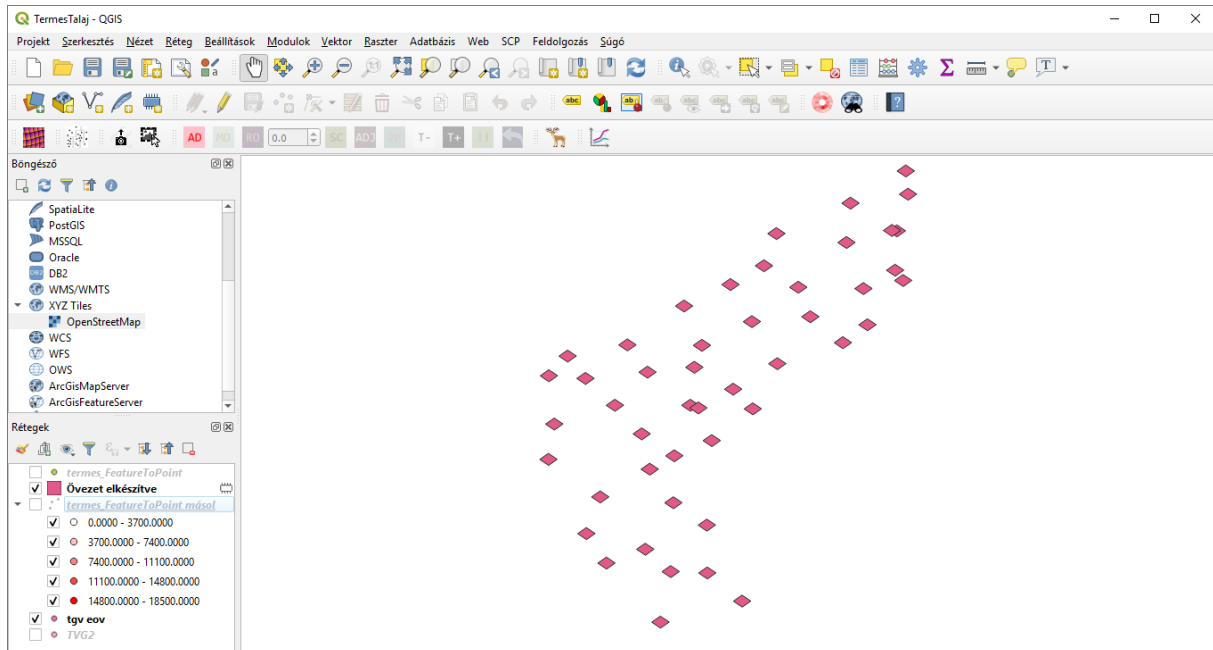 TermesTalaj - QGIS
Projekt Szerkesztés Nézet Réteg Beállítások Modulok Vektor Raszter Adatbázis Web SCP Feldolgozás Súgó
abc
abc
AD
RO
0.0
SC
ADJ
T-
T+
Böngésző
SpatiaLite
PostGIS
MSSQL
Oracle
DB2
WMS/WMTS
XYZ Tiles
OpenStreetMap
WCS
WFS
OWS
ArcGisMapServer
ArcGisFeatureServer
Rétegek
termes_FeatureToPoint
Övezet elkészítve
termes_FeatureToPoint másol
0.0000 - 3700.0000
3700.0000 - 7400.0000
7400.0000 - 11100.0000
11100.0000 - 14800.0000
14800.0000 - 18500.0000
tgv eov
TVG2